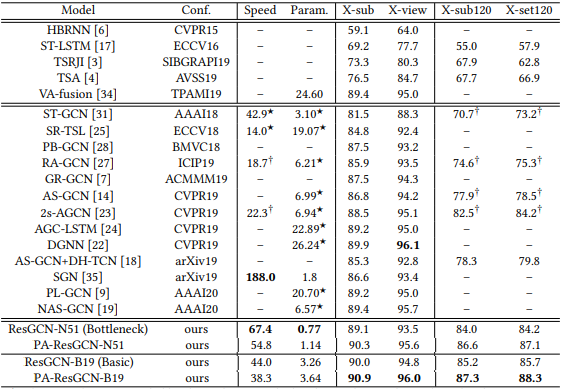 Model Conf. Speed Param. X-sub X-view X-sub120 X-set120
HBRNN [6] CVPR15 – – 59.1 64.0 – –
ST-LSTM [17] ECCV16 – – 69.2 77.7 55.0 57.9
TSRJI [3] SIBGRAPI19 – – 73.3 80.3 67.9 62.8
TSA [4] AVSS19 – – 76.5 84.7 67.7 66.9
VA-fusion [34] TPAMI19 – 24.60 89.4 95.0 – –
ST-GCN [31] AAAI18 42.9★ 3.10★ 81.5 88.3 70.7† 73.2†
SR-TSL [25] ECCV18 14.0★ 19.07★ 84.8 92.4 – –
PB-GCN [28] BMVC18 – – 87.5 93.2 – –
RA-GCN [27] ICIP19 18.7† 6.21★ 85.9 93.5 74.6† 75.3†
GR-GCN [7] ACMMM19 – – 87.5 94.3 – –
AS-GCN [14] CVPR19 – 6.99★ 86.8 94.2 77.9† 78.5†
2s-AGCN [23] CVPR19 22.3† 6.94★ 88.5 95.1 82.5† 84.2†
AGC-LSTM [24] CVPR19 – 22.89★ 89.2 95.0 – –
DGNN [22] CVPR19 – 26.24★ 89.9 96.1 – –
AS-GCN+DH-TCN [18] arXiv19 – – 85.3 92.8 78.3 79.8
SGN [35] arXiv19 188.0 1.8 86.6 93.4 – –
PL-GCN [9] AAAI20 – 20.70★ 89.2 95.0 – –
NAS-GCN [19] AAAI20 – 6.57★ 89.4 95.7 – –
ResGCN-N51 (Bottleneck) ours 67.4 0.77 89.1 93.5 84.0 84.2
PA-ResGCN-N51 ours 54.8 1.14 90.3 95.6 86.6 87.1
ResGCN-B19 (Basic) ours 44.0 3.26 90.0 94.8 85.2 85.7
PA-ResGCN-B19 ours 38.3 3.64 90.9 96.0 87.3 88.3